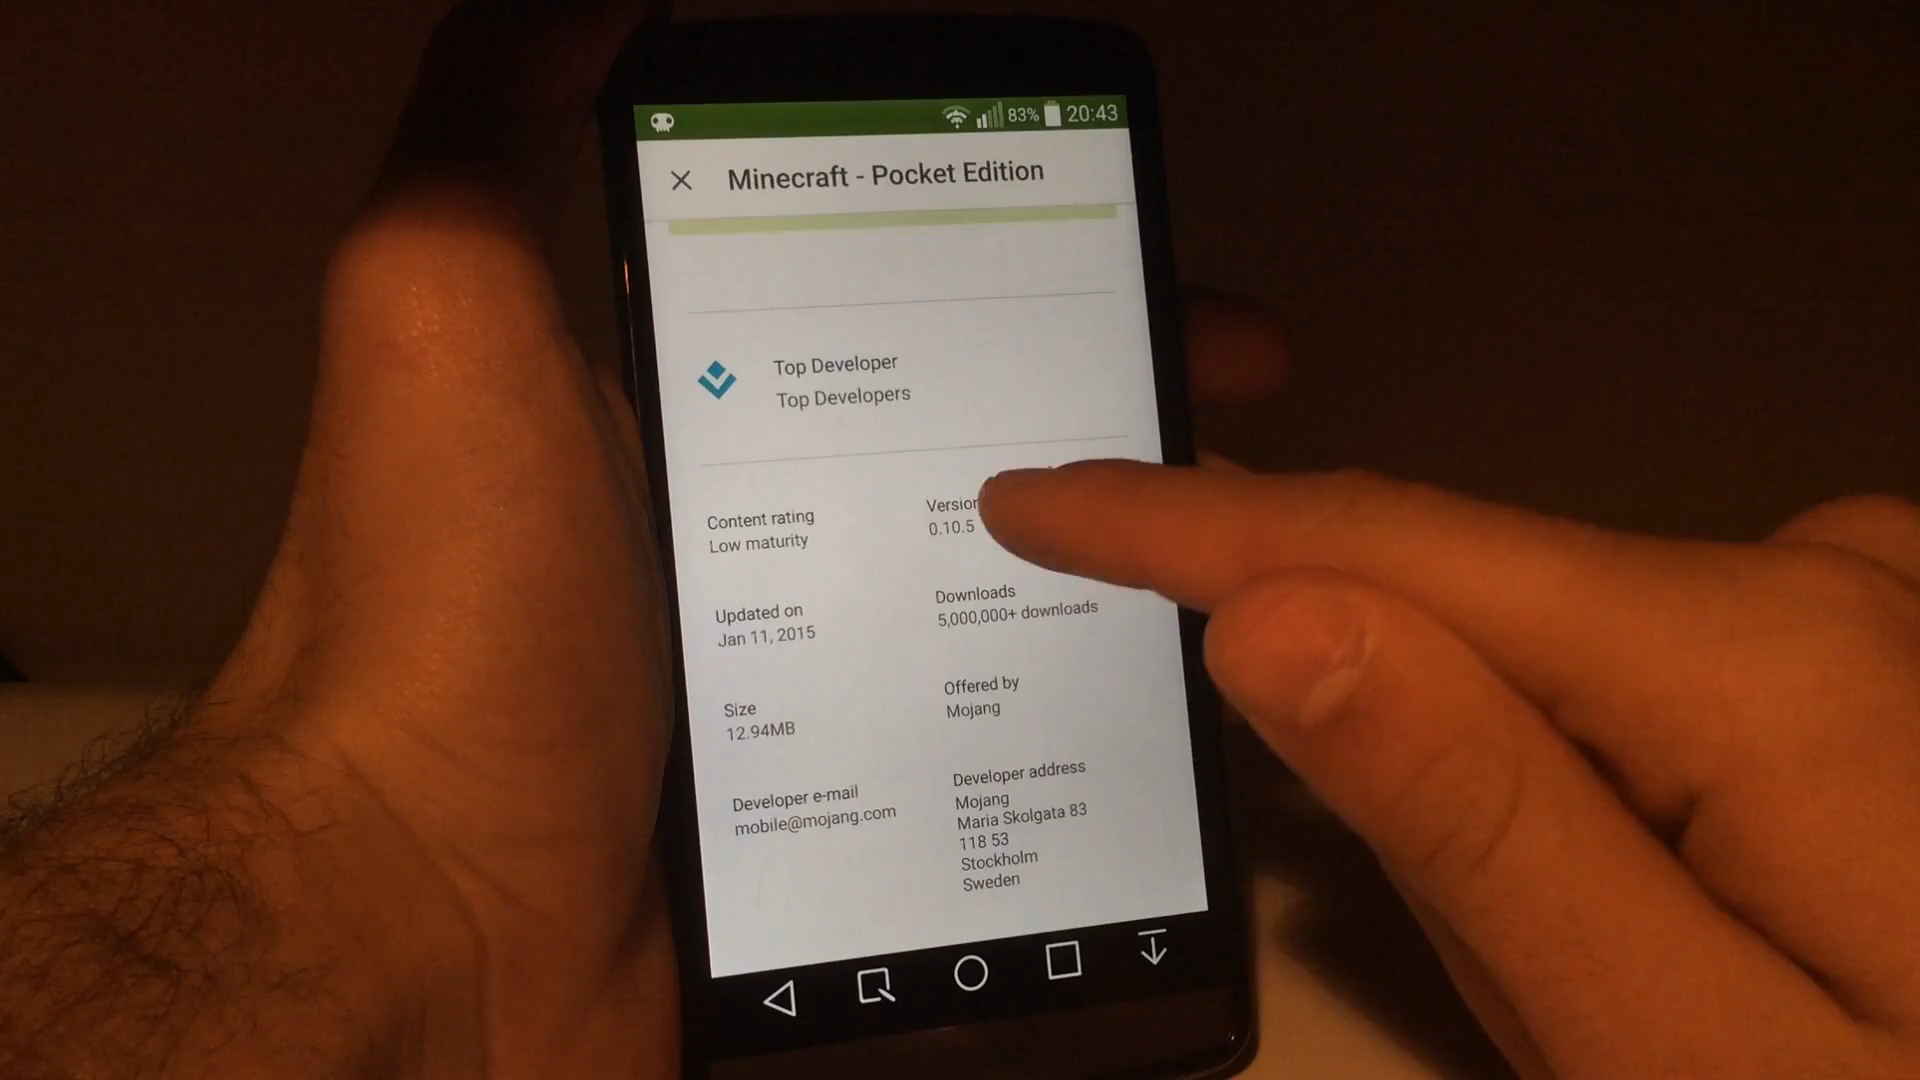 83% 20:43
Minecraft - Pocket Edition
Top Developer
Top Developers
Content rating
Low maturity
Version
0.10.5
Updated on
Jan 11, 2015
Downloads
5,000,000+ downloads
Size
12.94MB
Offered by
Mojang
Developer e-mail
mobile@mojang.com
Developer address
Mojang
Maria Skolgata 83
118 53
Stockholm
Sweden